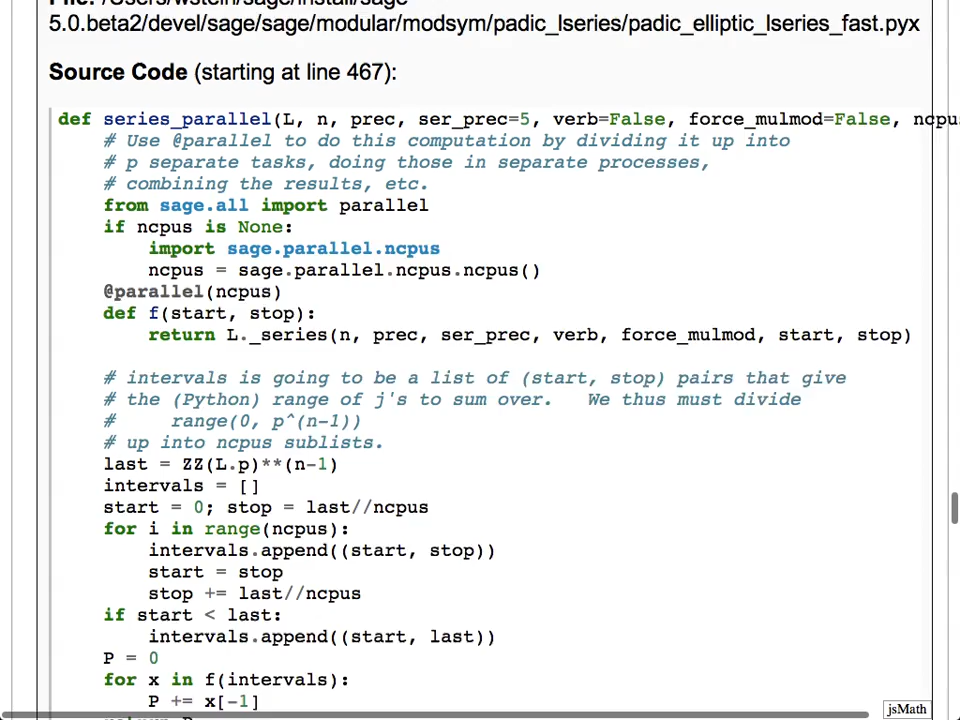 File: /Users/wstein/sage/install/sage-
5.0.beta2/devel/sage/sage/modular/modsym/padic_lseries/padic_elliptic_lseries_fast.pyx
Source Code (starting at line 467):
def series_parallel(L, n, prec, ser_prec=5, verb=False, force_mulmod=False, ncpu
    # Use @parallel to do this computation by dividing it up into
    # p separate tasks, doing those in separate processes,
    # combining the results, etc.
    from sage.all import parallel
    if ncpus is None:
        import sage.parallel.ncpus
        ncpus = sage.parallel.ncpus.ncpus()
    @parallel(ncpus)
    def f(start, stop):
        return L._series(n, prec, ser_prec, verb, force_mulmod, start, stop)
    # intervals is going to be a list of (start, stop) pairs that give
    # the (Python) range of j's to sum over.   We thus must divide
    #     range(0, p^(n-1))
    # up into ncpus sublists.
    last = ZZ(L.p)**(n-1)
    intervals = []
    start = 0; stop = last//ncpus
    for i in range(ncpus):
        intervals.append((start, stop))
        start = stop
        stop += last//ncpus
    if start < last:
        intervals.append((start, last))
    P = 0
    for x in f(intervals):
        P += x[-1]
jsMath